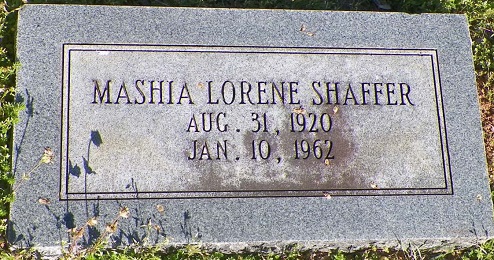 MASHIA LORENE SHAFFER
AUG. 31, 1920
JAN. 10, 1962